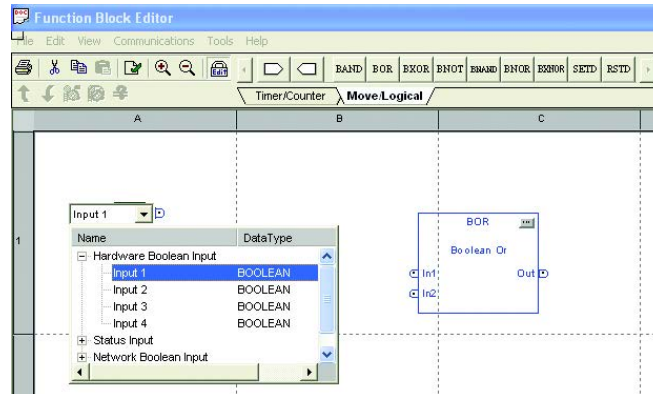 Function Block Editor
File Edit View Communications Tools Help
BAND BOR BXOR BNOT BNAND BNOR BXNOR SETD RSTD
Timer/Counter Move/Logical
A B C
1
Input 1
Name DataType
Hardware Boolean Input
Input 1 BOOLEAN
Input 2 BOOLEAN
Input 3 BOOLEAN
Input 4 BOOLEAN
Status Input
Network Boolean Input
BOR ...
Boolean Or
In1 Out
In2